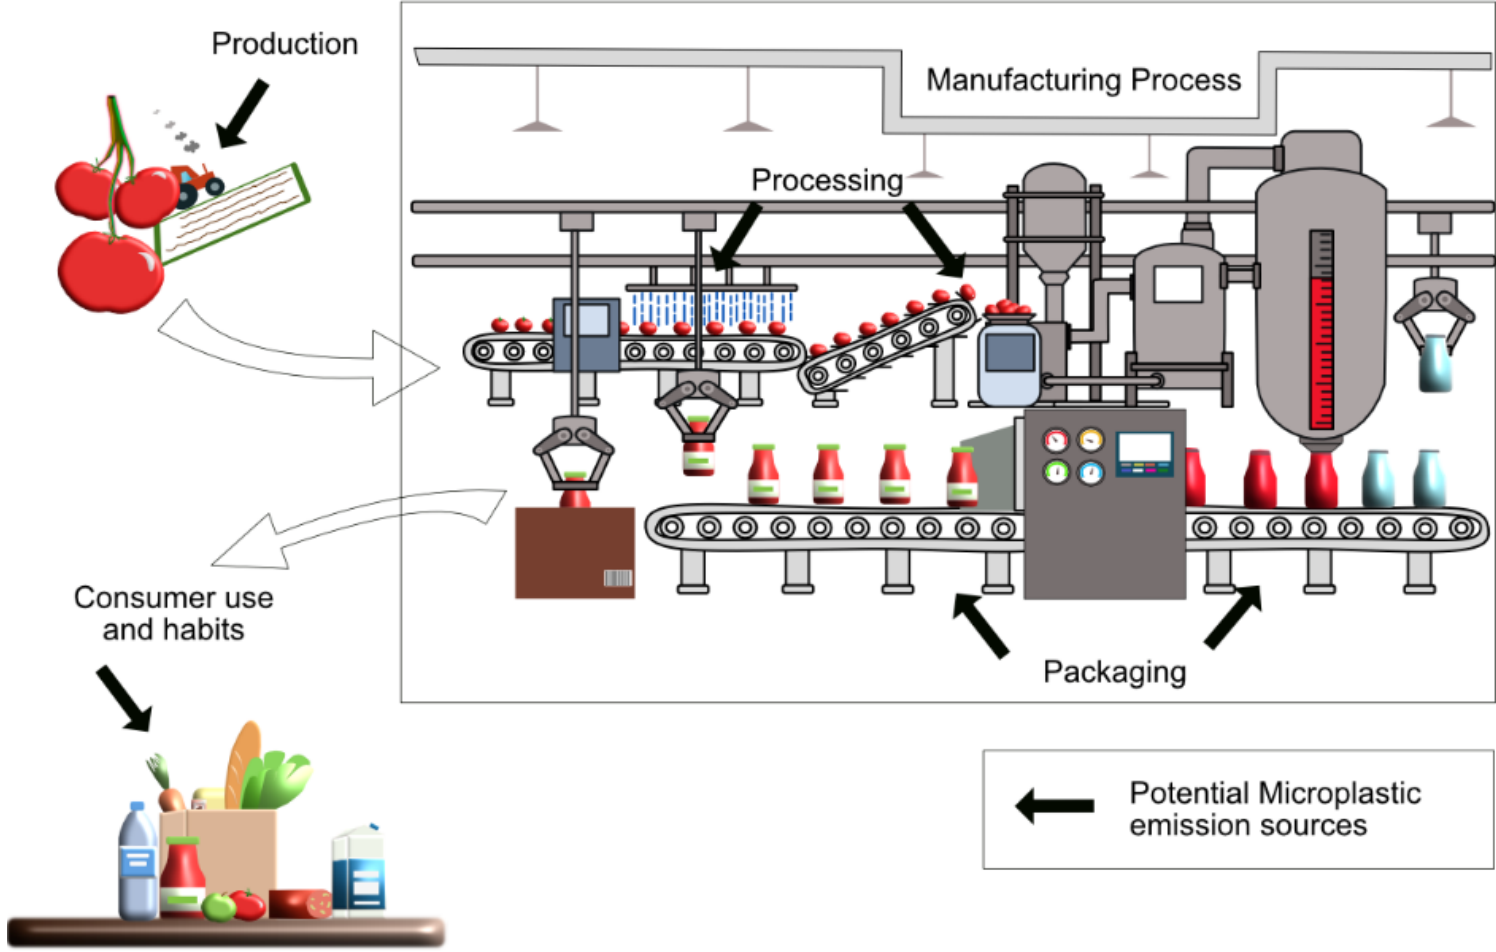 Production
Manufacturing Process
Processing
Packaging
Consumer use
and habits
Potential Microplastic
emission sources